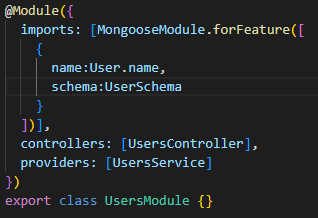 @Module({
  imports: [MongooseModule.forFeature([
    {
      name:User.name,
      schema:UserSchema
    }
  ])],
  controllers: [UsersController],
  providers: [UsersService]
})
export class UsersModule {}